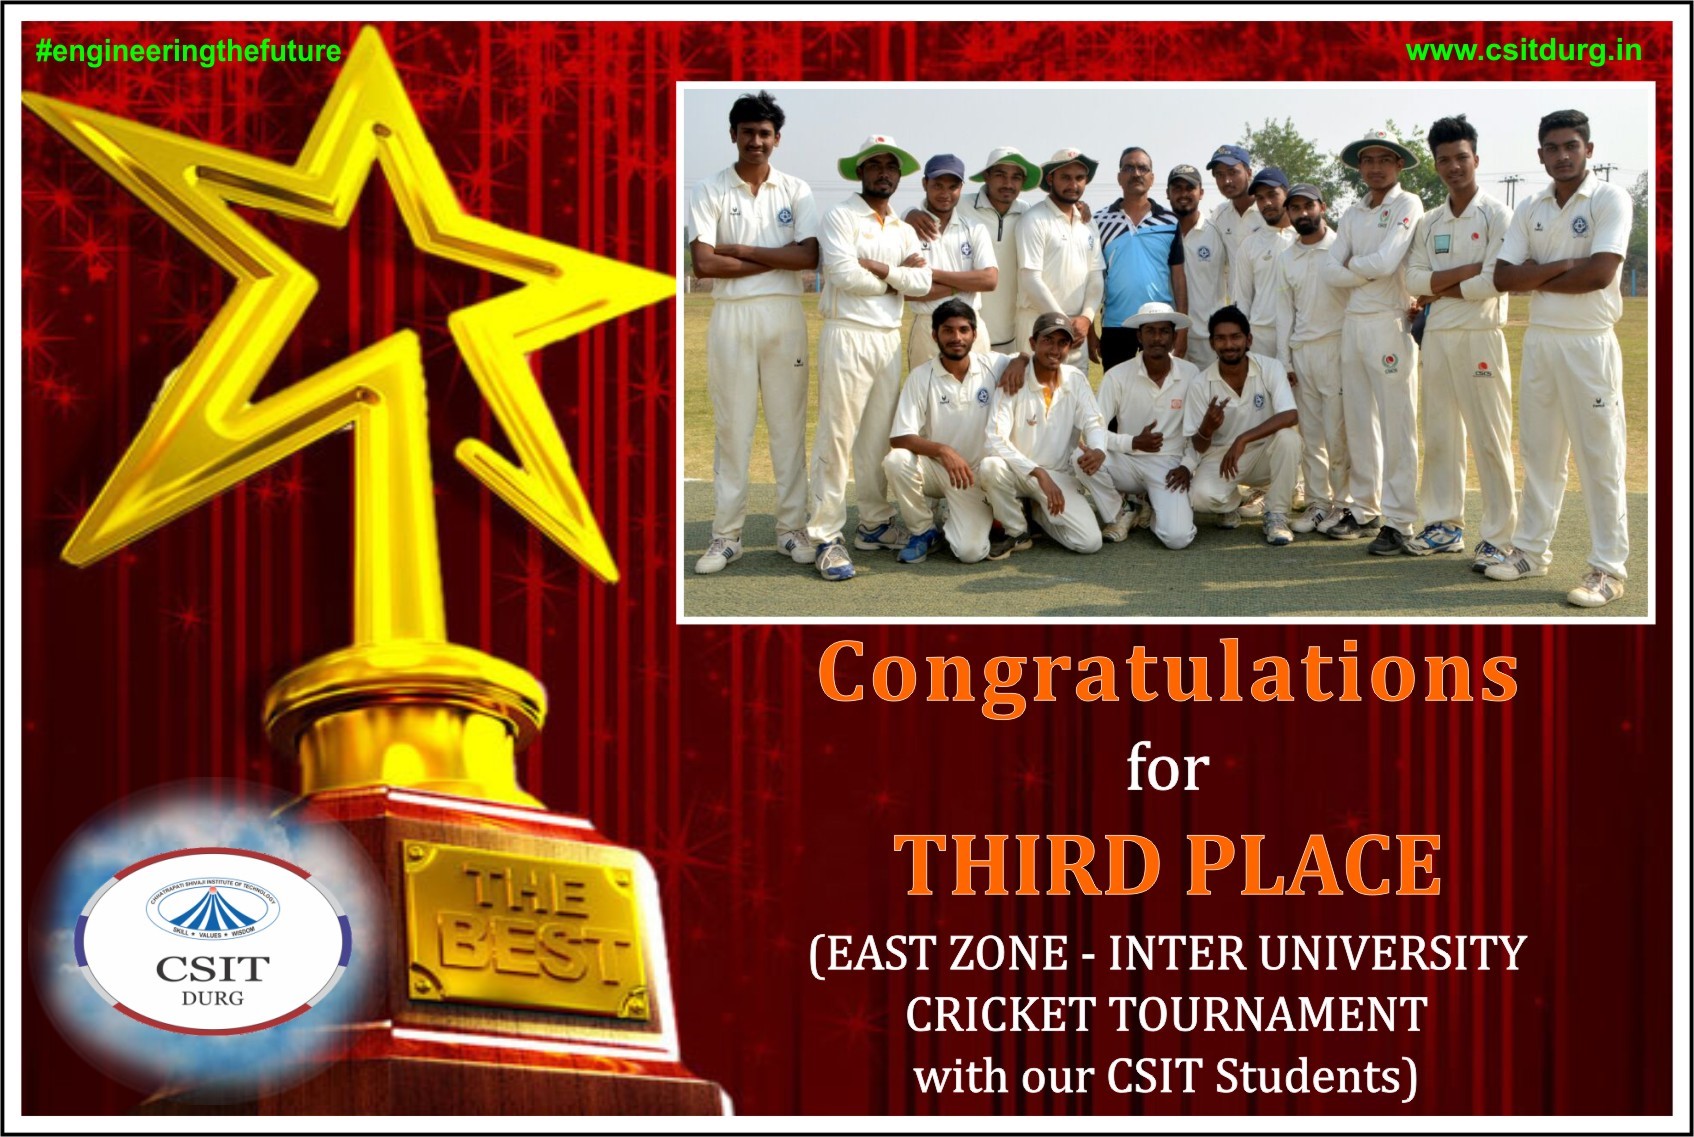 #engineeringthefuture
www.csitdurg.in
Congratulations
for
THIRD PLACE
(EAST ZONE - INTER UNIVERSITY
CRICKET TOURNAMENT
with our CSIT Students)
THE
BEST
CHHATRAPATI SHIVAJI INSTITUTE OF TECHNOLOGY
SKILL ★ VALUES ★ WISDOM
CSIT
DURG